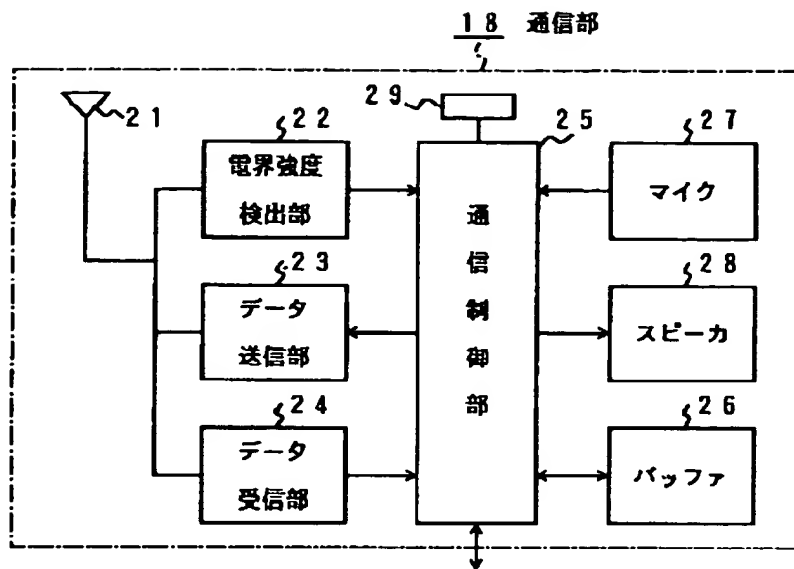 18 通信部
21
22
電界強度
検出部
23
データ
送信部
24
データ
受信部
29
25
通
信
制
御
部
27
マイク
28
スピーカ
26
バッファ